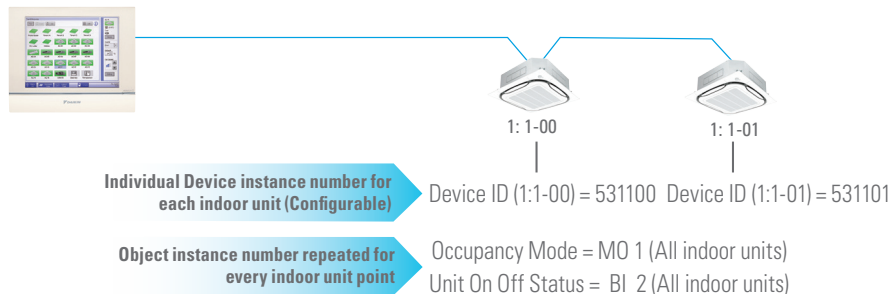 DAIKIN
1: 1-00
1: 1-01
Individual Device instance number for
each indoor unit (Configurable)
Device ID (1:1-00) = 531100 Device ID (1:1-01) = 531101
Object instance number repeated for
every indoor unit point
Occupancy Mode = MO 1 (All indoor units)
Unit On Off Status = BI 2 (All indoor units)